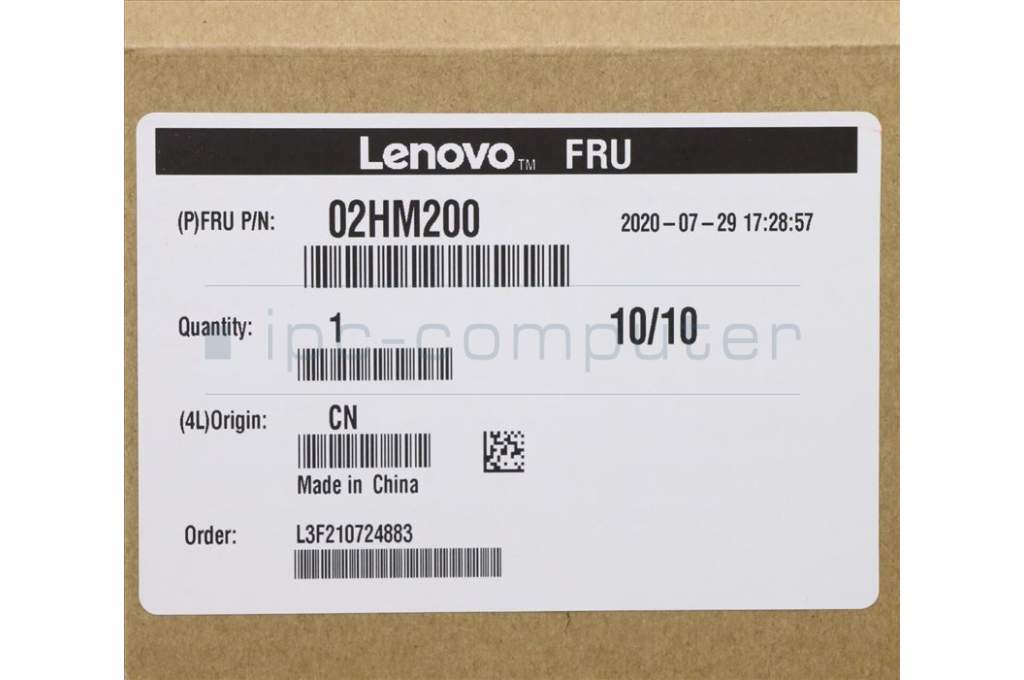 Lenovo™ FRU
(P)FRU P/N: 02HM200 2020-07-29 17:28:57
Quantity: 1 10/10
ipc-computer
(4L)Origin: CN
Made in China
Order: L3F210724883